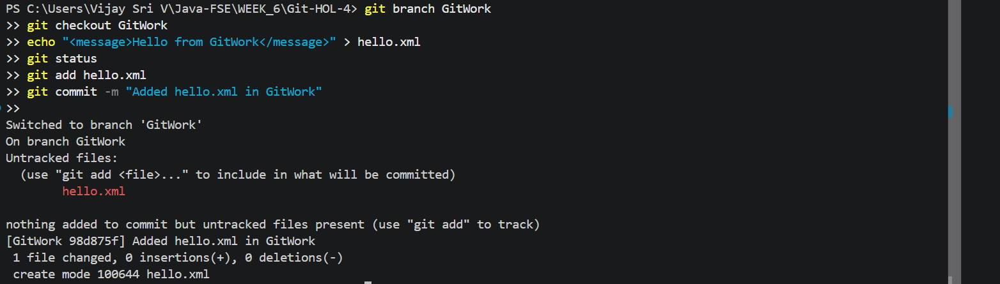 PS C:\Users\Vijay Sri V\Java-FSE\WEEK_6\Git-HOL-4> git branch GitWork
>> git checkout GitWork
>> echo "<message>Hello from GitWork</message>" > hello.xml
>> git status
>> git add hello.xml
>> git commit -m "Added hello.xml in GitWork"
>>
Switched to branch 'GitWork'
On branch GitWork
Untracked files:
  (use "git add <file>..." to include in what will be committed)
        hello.xml

nothing added to commit but untracked files present (use "git add" to track)
[GitWork 98d875f] Added hello.xml in GitWork
 1 file changed, 0 insertions(+), 0 deletions(-)
 create mode 100644 hello.xml